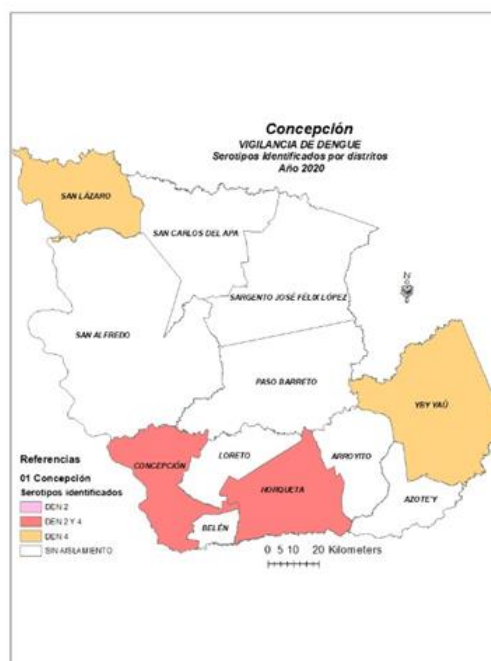 Concepción
VIGILANCIA DE DENGUE
Serotipos Identificados por distritos
Año 2020
SAN LÁZARO
SAN CARLOS DEL APA
SARGENTO JOSÉ FÉLIX LÓPEZ
SAN ALFREDO
PASO BARRETO
YBY YAÚ
CONCEPCIÓN
LORETO
ARROYITO
HORQUETA
AZOTE'Y
BELÉN
Referencias
01 Concepción
Serotipos identificados
DEN 2
DEN 2 Y 4
DEN 4
SIN AISLAMIENTO
0 5 10 20 Kilometers